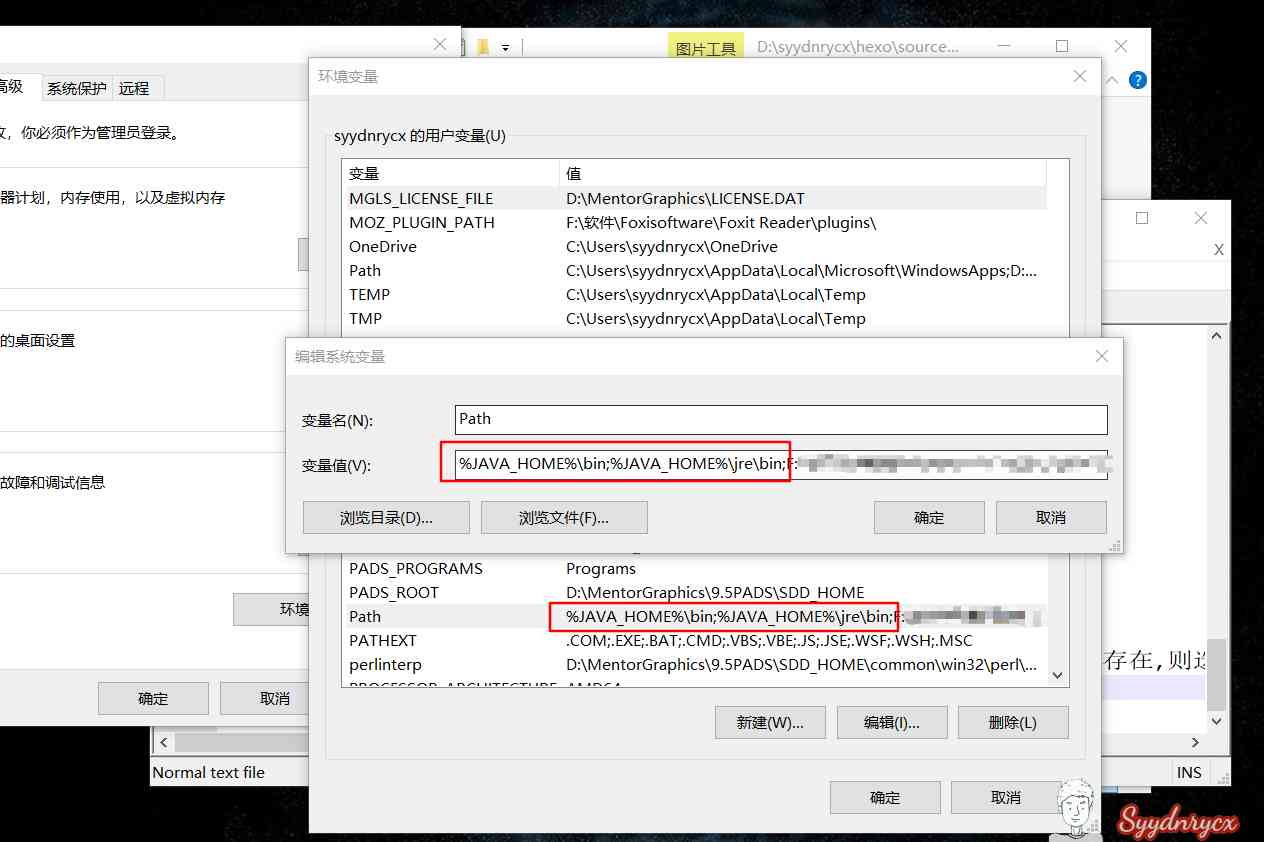 图片工具
D:\syydnrycx\hexo\source...
高级
系统保护
远程
你必须作为管理员登录。
器计划，内存使用，以及虚拟内存
的桌面设置
故障和调试信息
环境
确定
取消
环境变量
syydnrycx 的用户变量(U)
变量 值
MGLS_LICENSE_FILE D:\MentorGraphics\LICENSE.DAT
MOZ_PLUGIN_PATH F:\软件\Foxisoftware\Foxit Reader\plugins\
OneDrive C:\Users\syydnrycx\OneDrive
Path C:\Users\syydnrycx\AppData\Local\Microsoft\WindowsApps;D:...
TEMP C:\Users\syydnrycx\AppData\Local\Temp
TMP C:\Users\syydnrycx\AppData\Local\Temp
编辑系统变量
变量名(N): Path
变量值(V): %JAVA_HOME%\bin;%JAVA_HOME%\jre\bin;F:
浏览目录(D)...
浏览文件(F)...
确定
取消
PADS_PROGRAMS Programs
PADS_ROOT D:\MentorGraphics\9.5PADS\SDD_HOME
Path %JAVA_HOME%\bin;%JAVA_HOME%\jre\bin;F:
PATHEXT .COM;.EXE;.BAT;.CMD;.VBS;.VBE;.JS;.JSE;.WSF;.WSH;.MSC
perlinterp D:\MentorGraphics\9.5PADS\SDD_HOME\common\win32\perl\...
PROCESSOR_ARCHITECTURE AMD64
新建(W)...
编辑(I)...
删除(L)
确定
取消
存在,则
Normal text file
INS
Syydnrycx